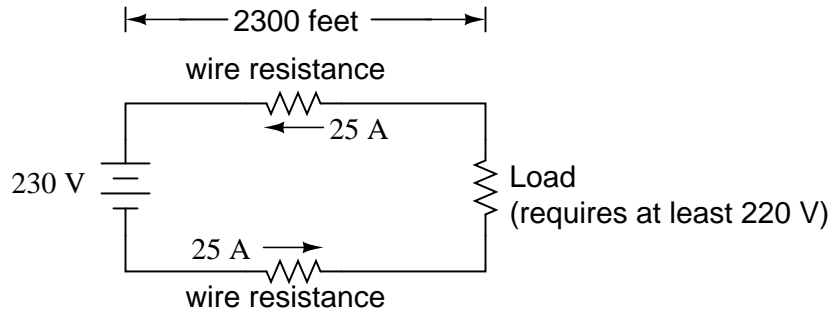 2300 feet
wire resistance
25 A
230 V
Load
(requires at least 220 V)
25 A
wire resistance